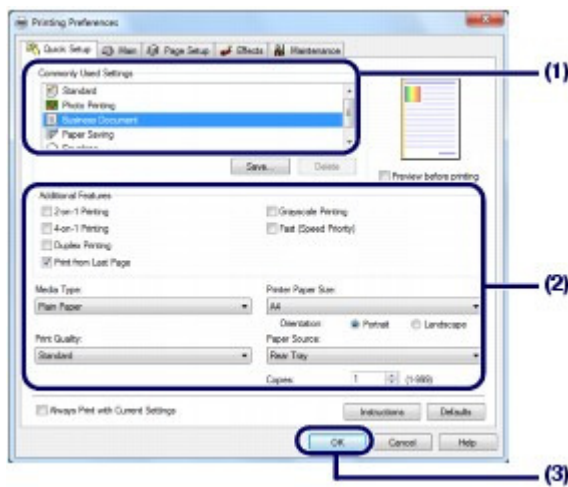 Printing Preferences
Quick Setup Main Page Setup Effects Maintenance
(1)
Commonly Used Settings
Standard
Photo Printing
Business Document
Paper Saving
Envelope
Save... Delete
Preview before printing
Additional Features
2-on-1 Printing Grayscale Printing
4-on-1 Printing Fast (Speed Priority)
Duplex Printing
Print from Last Page
(2)
Media Type: Printer Paper Size:
Plain Paper A4
Orientation: Portrait Landscape
Print Quality: Paper Source:
Standard Rear Tray
Copies: 1 (1-999)
Always Print with Current Settings Instructions Defaults
OK Cancel Help
(3)